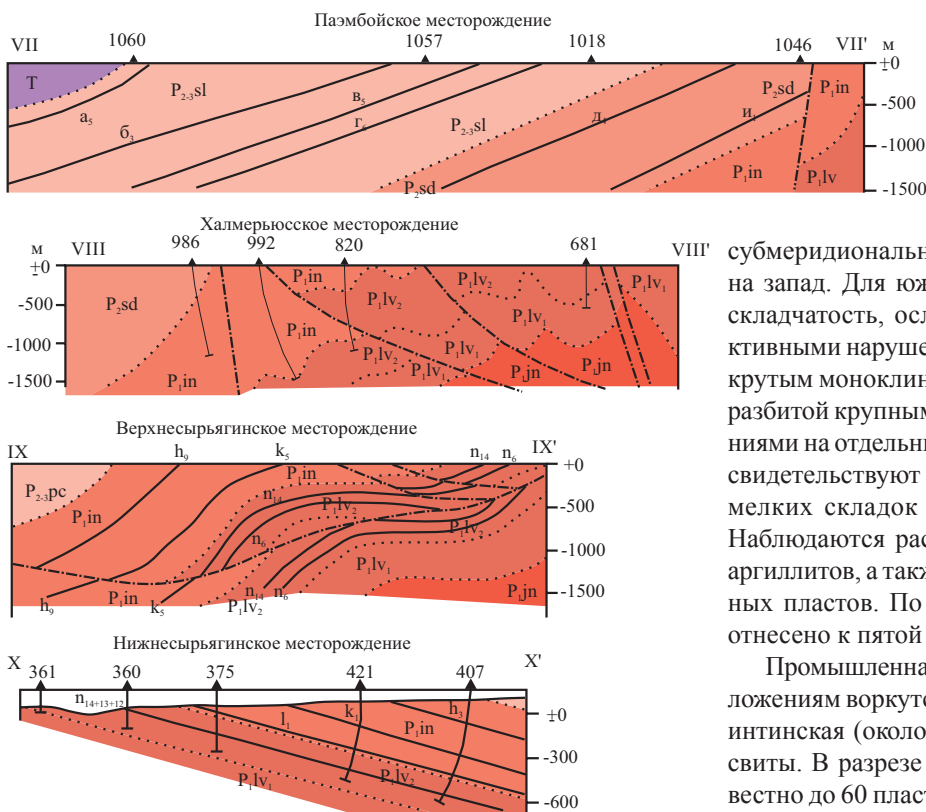 Паэмбойское месторождение
VII 1060 1057 1018 1046 VII' м
±0
-500
-1000
-1500
T
a₅
б₃
P₂₋₃sl
в₅
P₂₋₃sl
P₂sd
P₂sd
P₁in
P₁in
P₁lv
Халмерьюсское месторождение
м VIII 986 992 820 681 VIII'
±0
-500
-1000
-1500
P₂sd
P₁in
P₁in
P₁in
P₁lv₂
P₁lv₂
P₁lv₁
P₁lv₂
P₁lv₁
P₁lv₁
P₁jn
P₁jn
Верхнесырьягинское месторождение
IX h₉ k₅ n₁₄ n₆ IX'
±0
-500
-1000
-1500
P₂₋₃pc
P₁in
P₁in
n₁₄
P₁lv₂
n₆
P₁lv₂
P₁lv₁
P₁in
h₉
k₅
n₁₄
n₆
P₁lv₂
P₁jn
Нижнесырьягинское месторождение
X 361 360 375 421 407 X'
±0
-300
-600
n₁₄₊₁₃₊₁₂
l₁
k₁
h₃
P₁in
P₁lv₁
P₁lv₂
субмеридиональн
на запад. Для юж
складчатость, осл
ктивными нарушe
крутым моноклин
разбитой крупным
ниями на отдельны
свидетельствуют
мелких складок
Наблюдаются рас
аргиллитов, а такж
ных пластов. По
отнесено к пятой
Промышленна
ложениям воркуто
интинская (около
свиты. В разрезе
вестно до 60 пласт